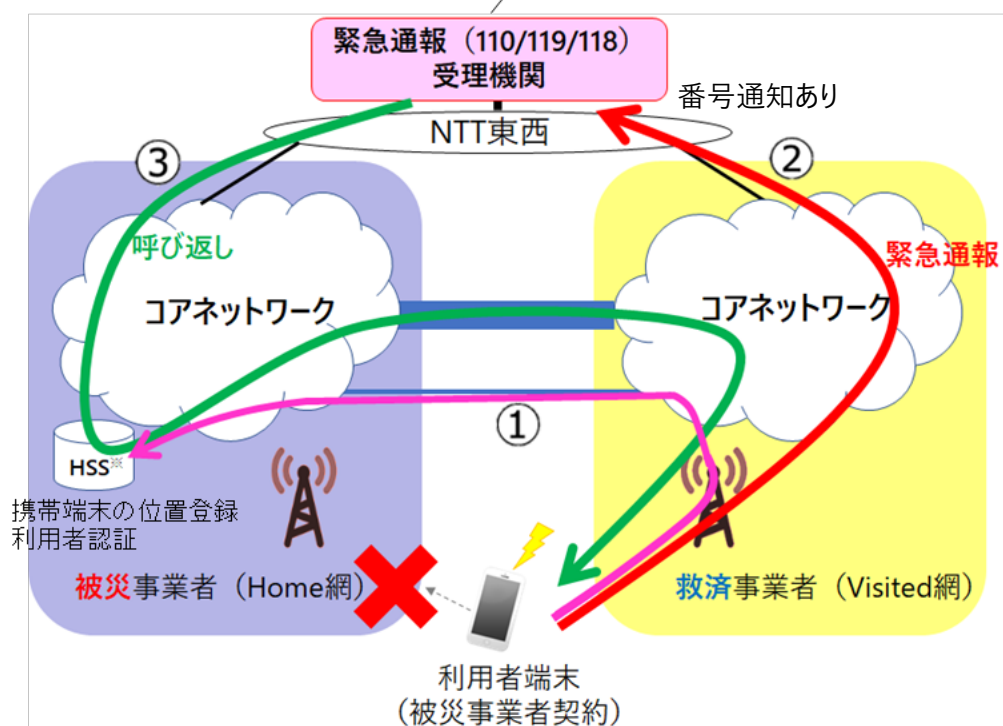 緊急通報（110/119/118）
受理機関
番号通知あり
NTT東西
③
②
呼び返し
緊急通報
コアネットワーク
コアネットワーク
①
HSS※
携帯端末の位置登録
利用者認証
被災事業者（Home網）
救済事業者（Visited網）
利用者端末
（被災事業者契約）